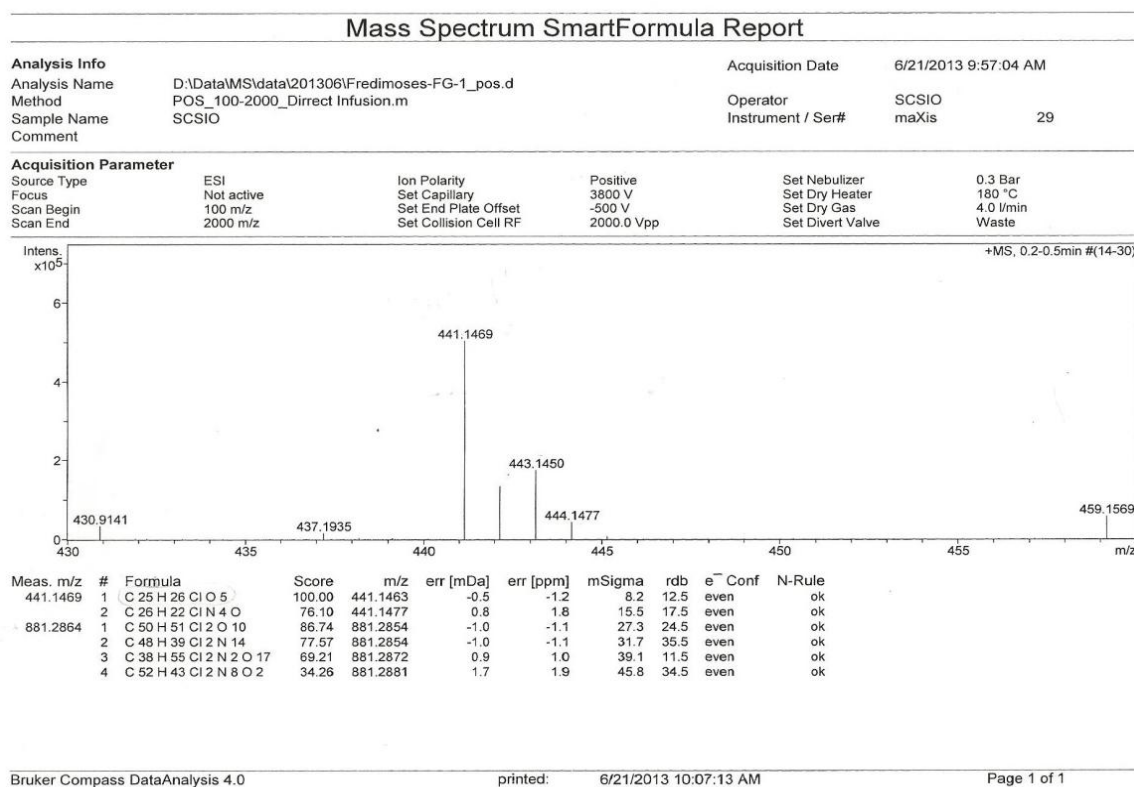 Mass Spectrum SmartFormula Report
Analysis Info
Acquisition Date 6/21/2013 9:57:04 AM
Analysis Name D:\Data\MS\data\201306\Fredimoses-FG-1_pos.d
Method POS_100-2000_Dirrect Infusion.m
Operator SCSIO
Sample Name SCSIO
Instrument / Ser# maXis 29
Comment
Acquisition Parameter
Source Type ESI Ion Polarity Positive Set Nebulizer 0.3 Bar
Focus Not active Set Capillary 3800 V Set Dry Heater 180 °C
Scan Begin 100 m/z Set End Plate Offset -500 V Set Dry Gas 4.0 l/min
Scan End 2000 m/z Set Collision Cell RF 2000.0 Vpp Set Divert Valve Waste
Intens.
x10⁵
+MS, 0.2-0.5min #(14-30)
6
441.1469
4
2
443.1450
430.9141
437.1935
444.1477
459.1569
0
430 435 440 445 450 455 m/z
Meas. m/z # Formula Score m/z err [mDa] err [ppm] mSigma rdb e⁻ Conf N-Rule
441.1469 1 C 25 H 26 Cl O 5 100.00 441.1463 -0.5 -1.2 8.2 12.5 even ok
2 C 26 H 22 Cl N 4 O 76.10 441.1477 0.8 1.8 15.5 17.5 even ok
881.2864 1 C 50 H 51 Cl 2 O 10 86.74 881.2854 -1.0 -1.1 27.3 24.5 even ok
2 C 48 H 39 Cl 2 N 14 77.57 881.2854 -1.0 -1.1 31.7 35.5 even ok
3 C 38 H 55 Cl 2 N 2 O 17 69.21 881.2872 0.9 1.0 39.1 11.5 even ok
4 C 52 H 43 Cl 2 N 8 O 2 34.26 881.2881 1.7 1.9 45.8 34.5 even ok
Bruker Compass DataAnalysis 4.0 printed: 6/21/2013 10:07:13 AM Page 1 of 1